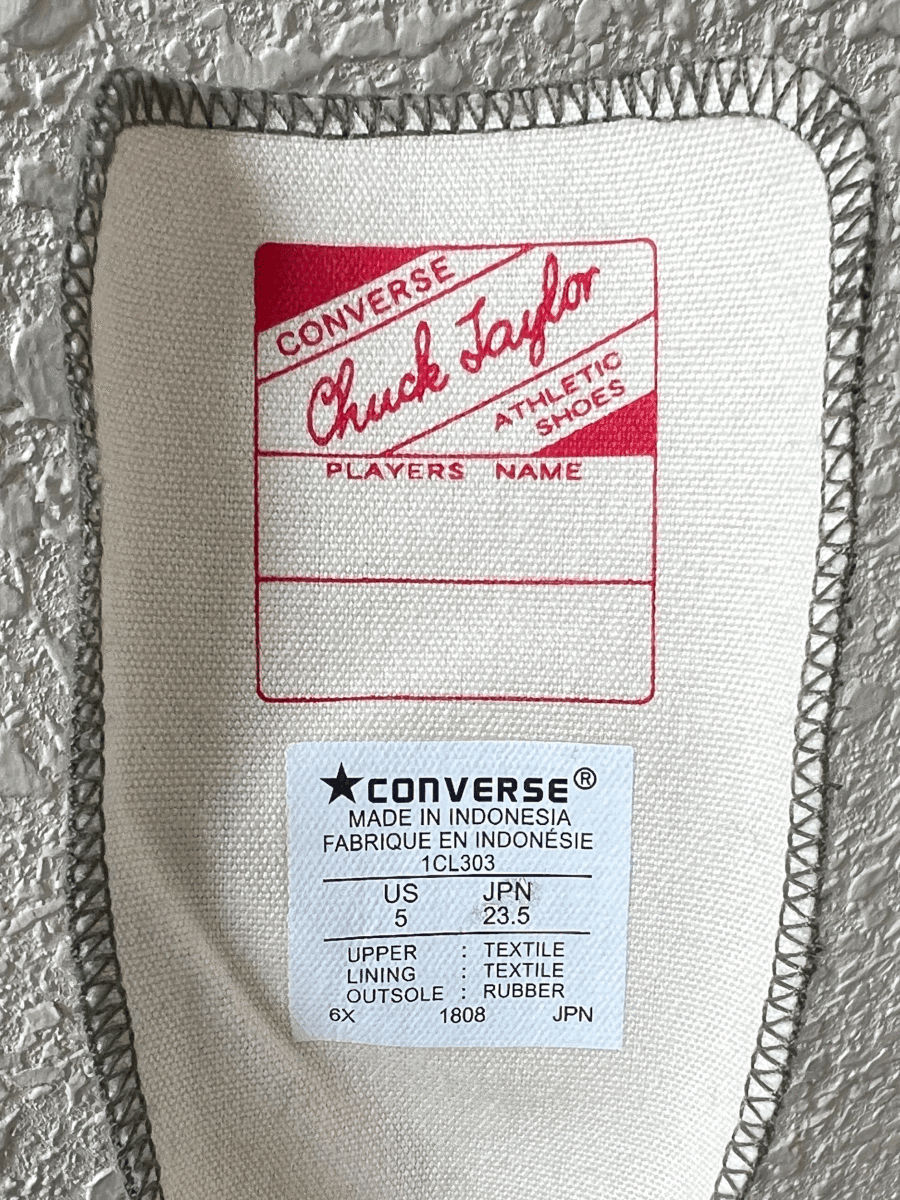 CONVERSE
Chuck Taylor
ATHLETIC
SHOES
PLAYERS NAME
★CONVERSE®
MADE IN INDONESIA
FABRIQUE EN INDONÉSIE
1CL303
US JPN
5 23.5
UPPER : TEXTILE
LINING : TEXTILE
OUTSOLE : RUBBER
6X 1808 JPN